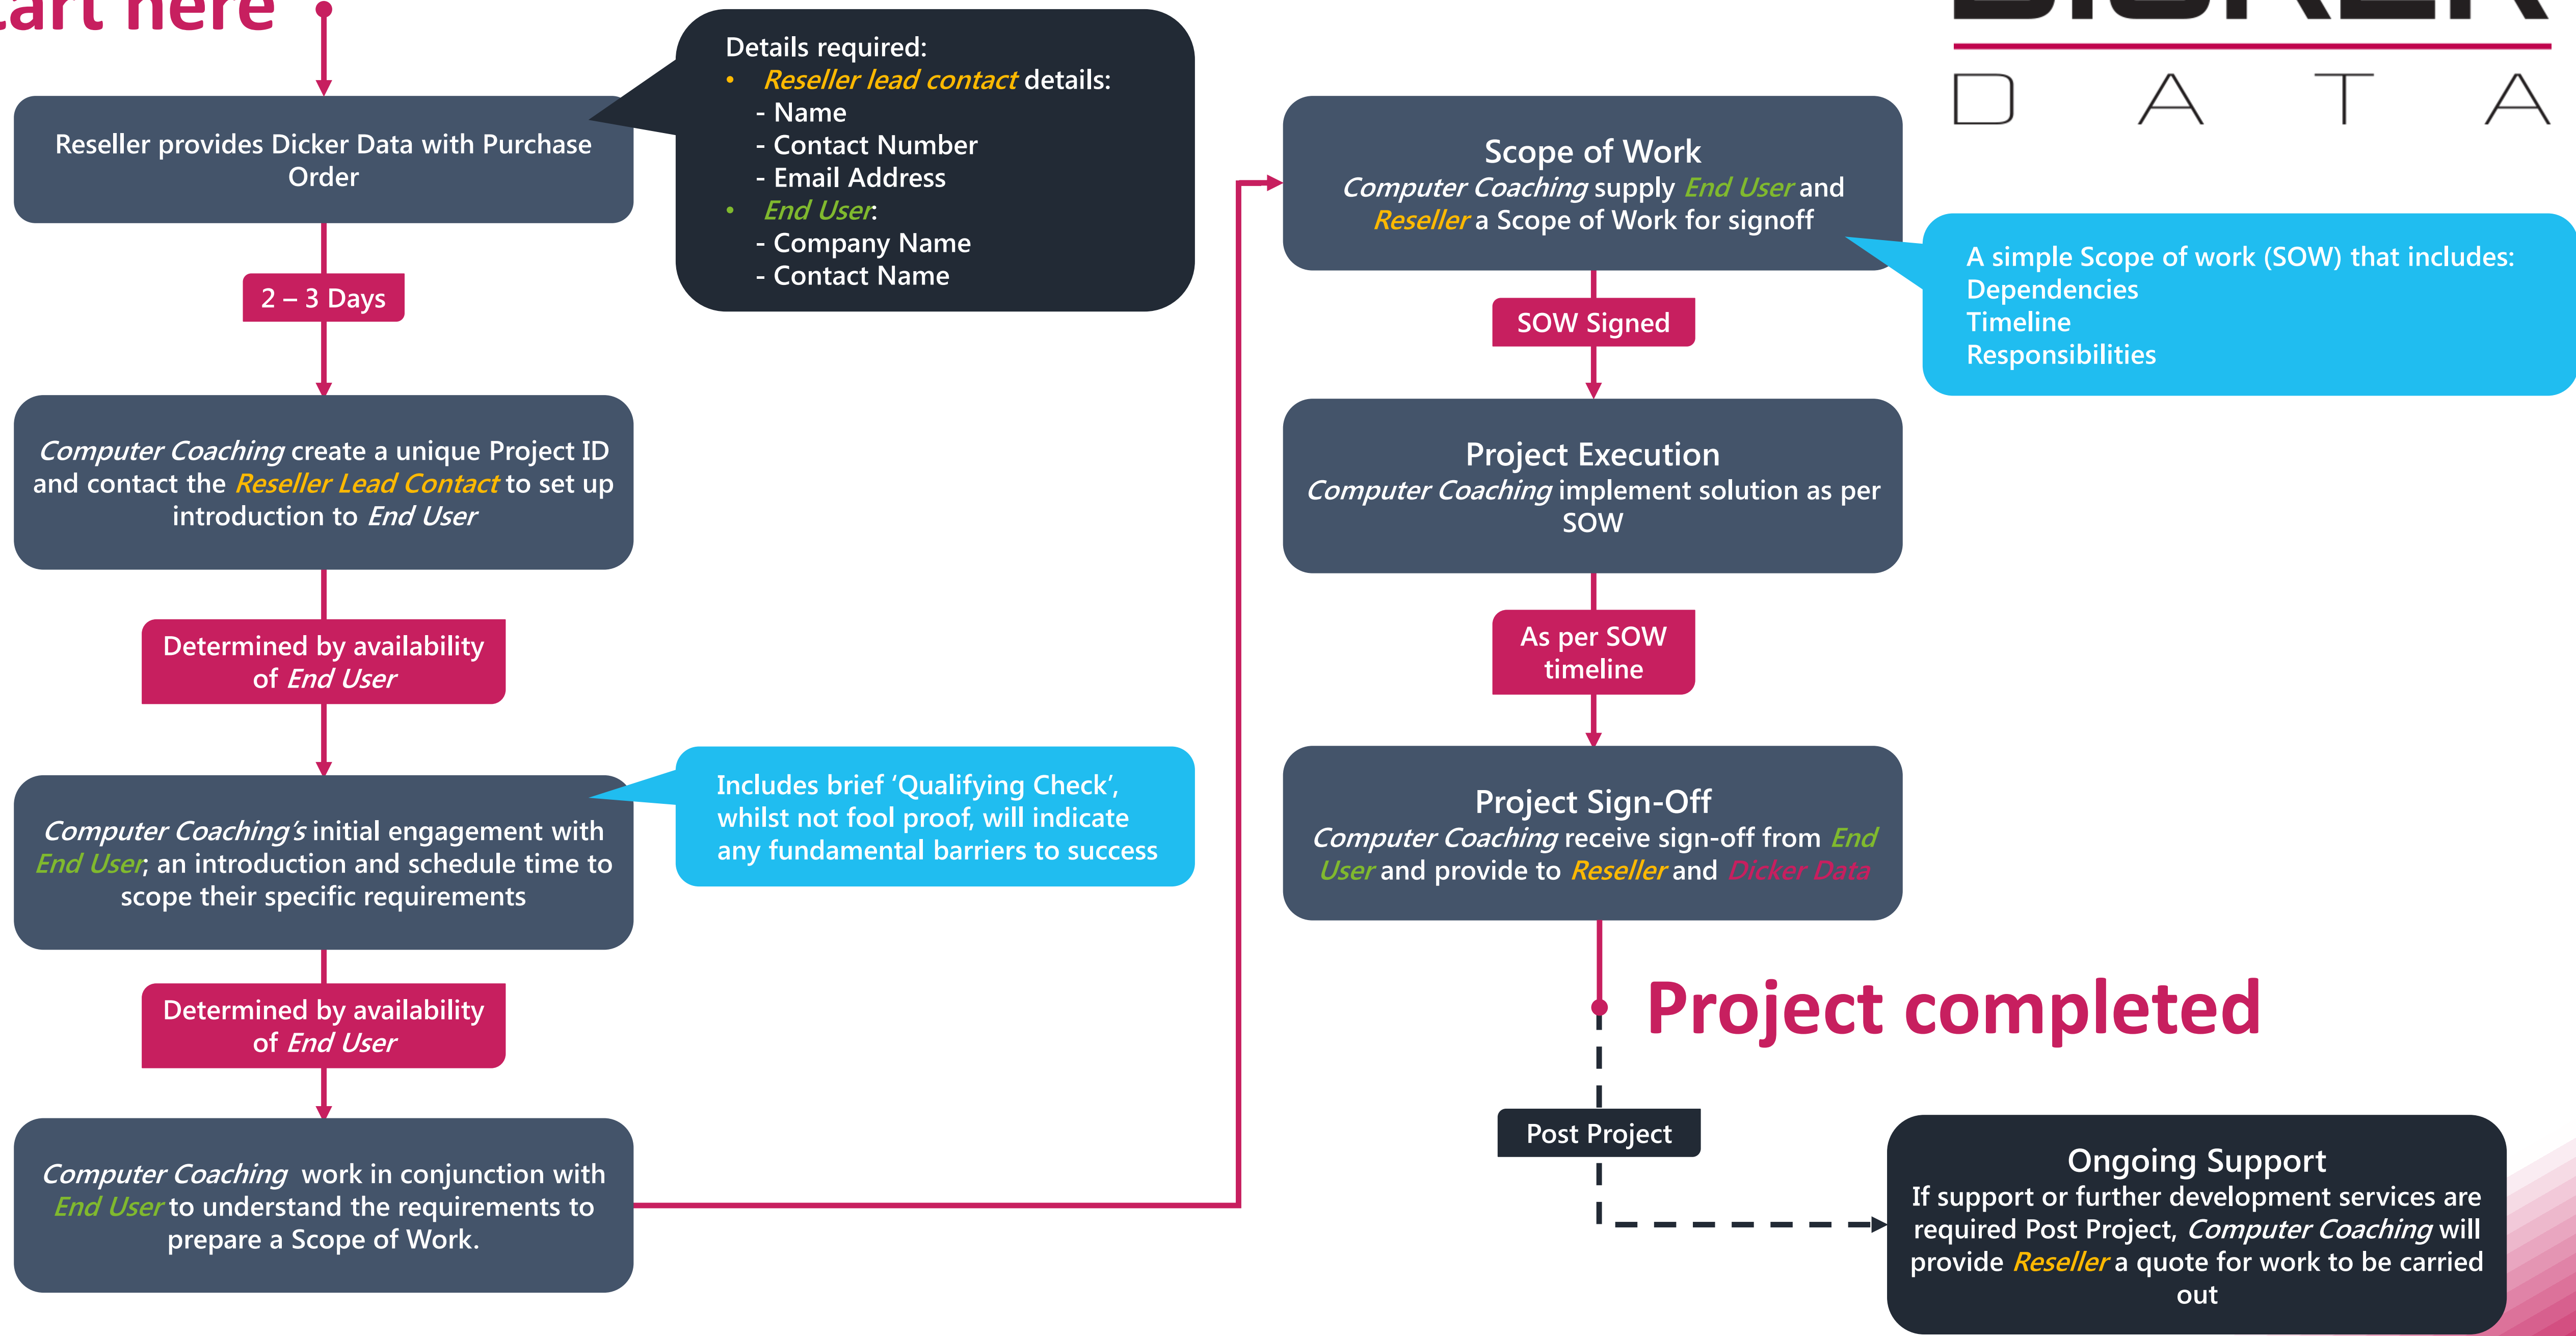 Start here
Reseller provides Dicker Data with Purchase
Order
Details required:
• Reseller lead contact details:
- Name
- Contact Number
- Email Address
• End User:
- Company Name
- Contact Name
2 – 3 Days
Computer Coaching create a unique Project ID
and contact the Reseller Lead Contact to set up
introduction to End User
Determined by availability
of End User
Computer Coaching's initial engagement with
End User; an introduction and schedule time to
scope their specific requirements
Includes brief ‘Qualifying Check’,
whilst not fool proof, will indicate
any fundamental barriers to success
Determined by availability
of End User
Computer Coaching work in conjunction with
End User to understand the requirements to
prepare a Scope of Work.
DICKER
DATA
Scope of Work
Computer Coaching supply End User and
Reseller a Scope of Work for signoff
A simple Scope of work (SOW) that includes:
Dependencies
Timeline
Responsibilities
SOW Signed
Project Execution
Computer Coaching implement solution as per
SOW
As per SOW
timeline
Project Sign-Off
Computer Coaching receive sign-off from End
User and provide to Reseller and Dicker Data
Project completed
Post Project
Ongoing Support
If support or further development services are
required Post Project, Computer Coaching will
provide Reseller a quote for work to be carried
out